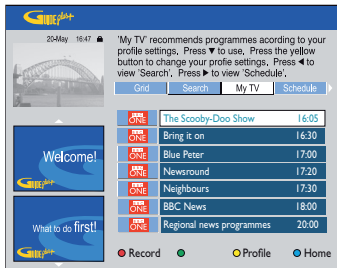 GUIDE Plus+
20-May 16:47
'My TV' recommends programmes acording to your
profile settings, Press ▼ to use, Press the yellow
button to change your profie settings, Press ◄ to
view 'Search', Press ► to view 'Schedule'.
Grid Search My TV Schedule
BBC ONE The Scooby-Doo Show 16:05
BBC ONE Bring it on 16:30
BBC ONE Blue Peter 17:00
BBC ONE Newsround 17:20
BBC ONE Neighbours 17:30
BBC ONE BBC News 18:00
BBC ONE Regional news programmes 20:00
Welcome!
GUIDE Plus+
What to do first!
GUIDE Plus+
Record Profile Home